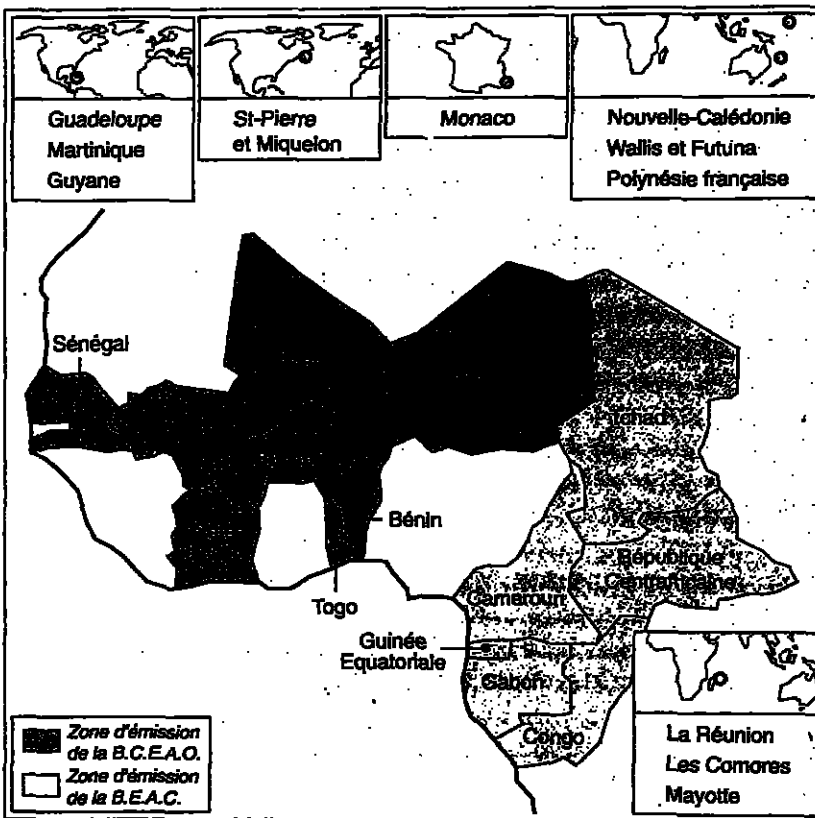 Guadeloupe
Martinique
Guyane
St-Pierre
et Miquelon
Monaco
Nouvelle-Calédonie
Wallis et Futuna
Polynésie française
Sénégal
Tchad
Bénin
République
Centrafricaine
Togo
Cameroun
Guinée
Equatoriale
Gabon
Congo
Zone d'émission
de la B.C.E.A.O.
Zone d'émission
de la B.E.A.C.
La Réunion
Les Comores
Mayotte